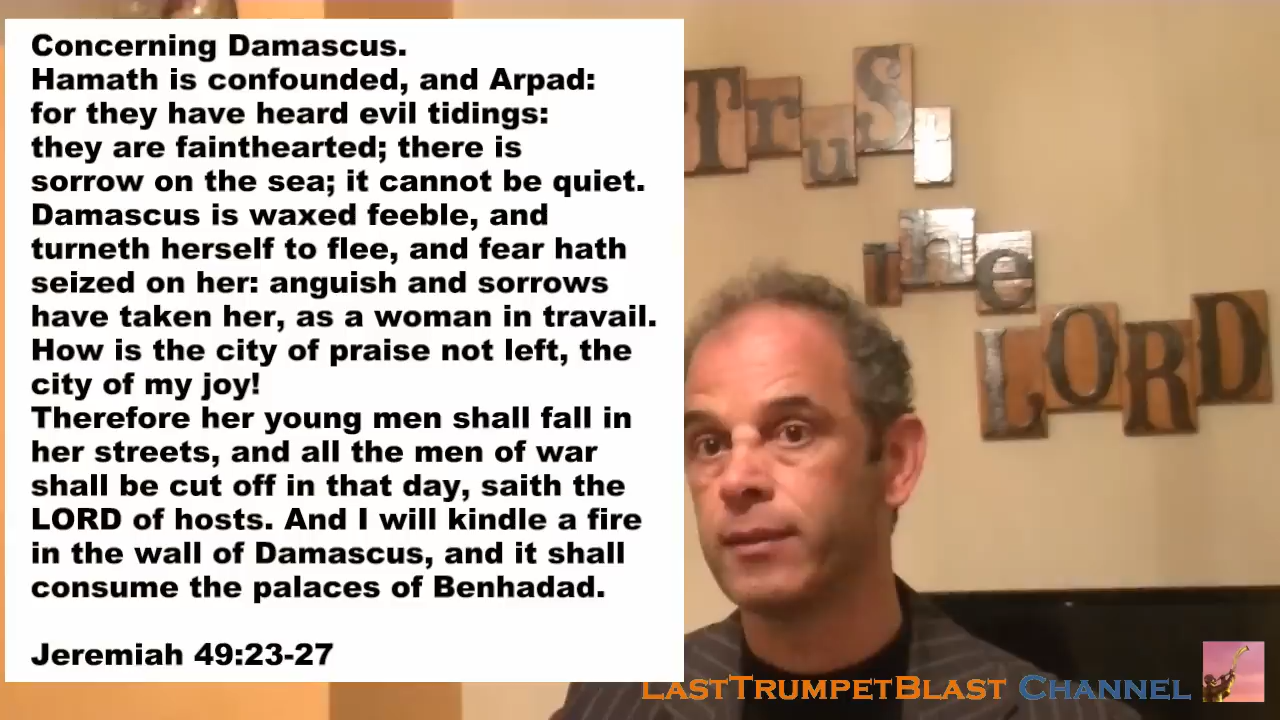 Concerning Damascus.
Hamath is confounded, and Arpad:
for they have heard evil tidings:
they are fainthearted; there is
sorrow on the sea; it cannot be quiet.
Damascus is waxed feeble, and
turneth herself to flee, and fear hath
seized on her: anguish and sorrows
have taken her, as a woman in travail.
How is the city of praise not left, the
city of my joy!
Therefore her young men shall fall in
her streets, and all the men of war
shall be cut off in that day, saith the
LORD of hosts. And I will kindle a fire
in the wall of Damascus, and it shall
consume the palaces of Benhadad.
Jeremiah 49:23-27
TruSt
The
LORD
LASTTRUMPETBLAST CHANNEL